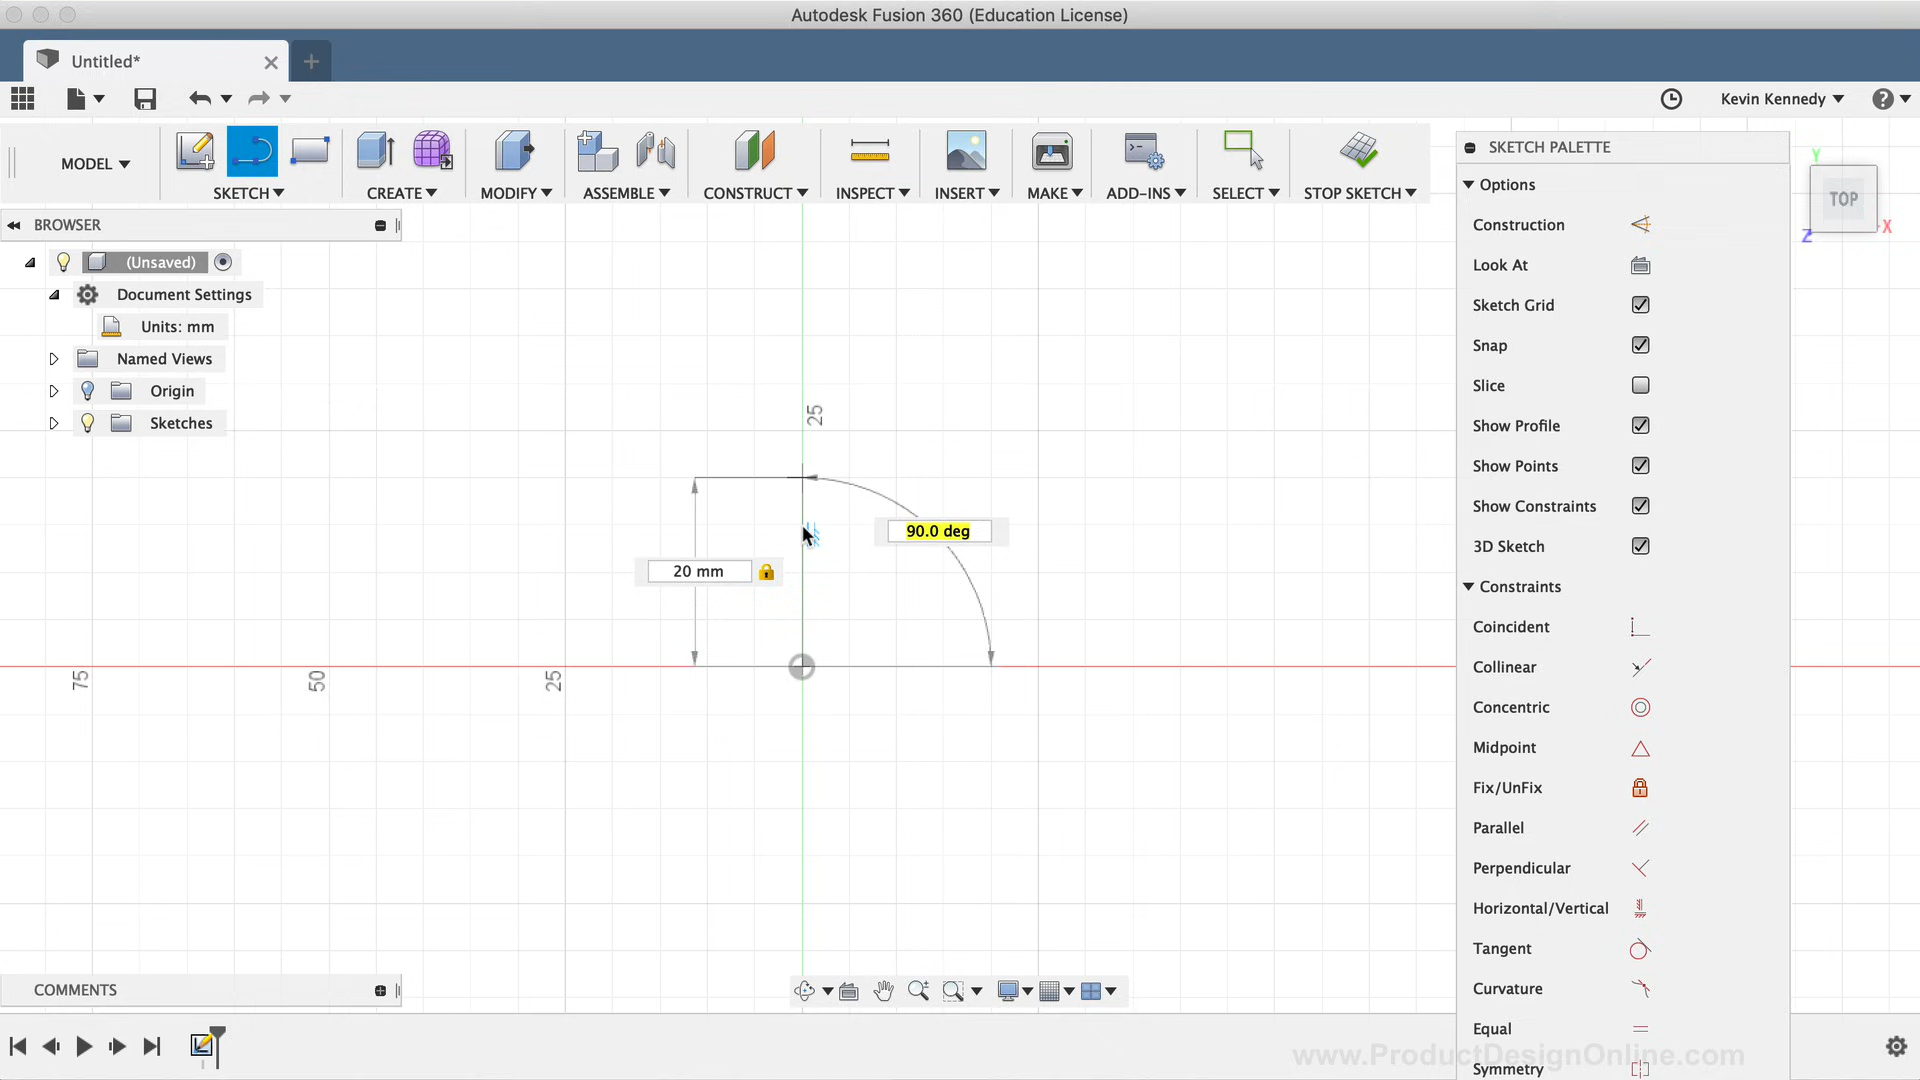 Autodesk Fusion 360 (Education License)
Untitled*
Kevin Kennedy
MODEL
SKETCH
CREATE
MODIFY
ASSEMBLE
CONSTRUCT
INSPECT
INSERT
MAKE
ADD-INS
SELECT
STOP SKETCH
BROWSER
(Unsaved)
Document Settings
Units: mm
Named Views
Origin
Sketches
25
90.0 deg
20 mm
75
50
25
SKETCH PALETTE
Options
Construction
Look At
Sketch Grid
Snap
Slice
Show Profile
Show Points
Show Constraints
3D Sketch
Constraints
Coincident
Collinear
Concentric
Midpoint
Fix/UnFix
Parallel
Perpendicular
Horizontal/Vertical
Tangent
Curvature
Equal
Symmetry
Y
TOP
X
Z
COMMENTS
www.ProductDesignOnline.com